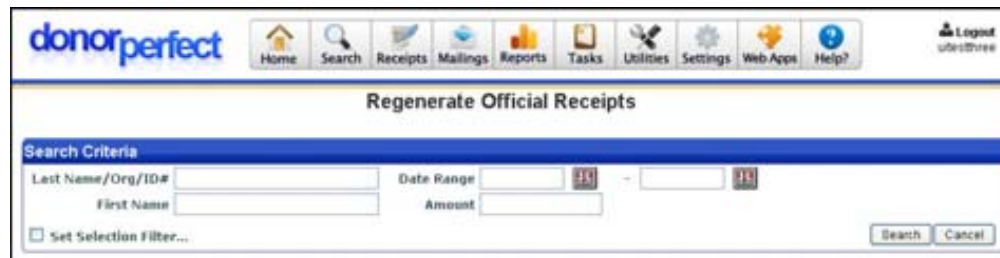 donorperfect
Home Search Receipts Mailings Reports Tasks Utilities Settings Web Apps Help?
Logout
uitestthree
Regenerate Official Receipts
Search Criteria
Last Name/Org/ID# Date Range -
First Name Amount
Set Selection Filter... Search Cancel